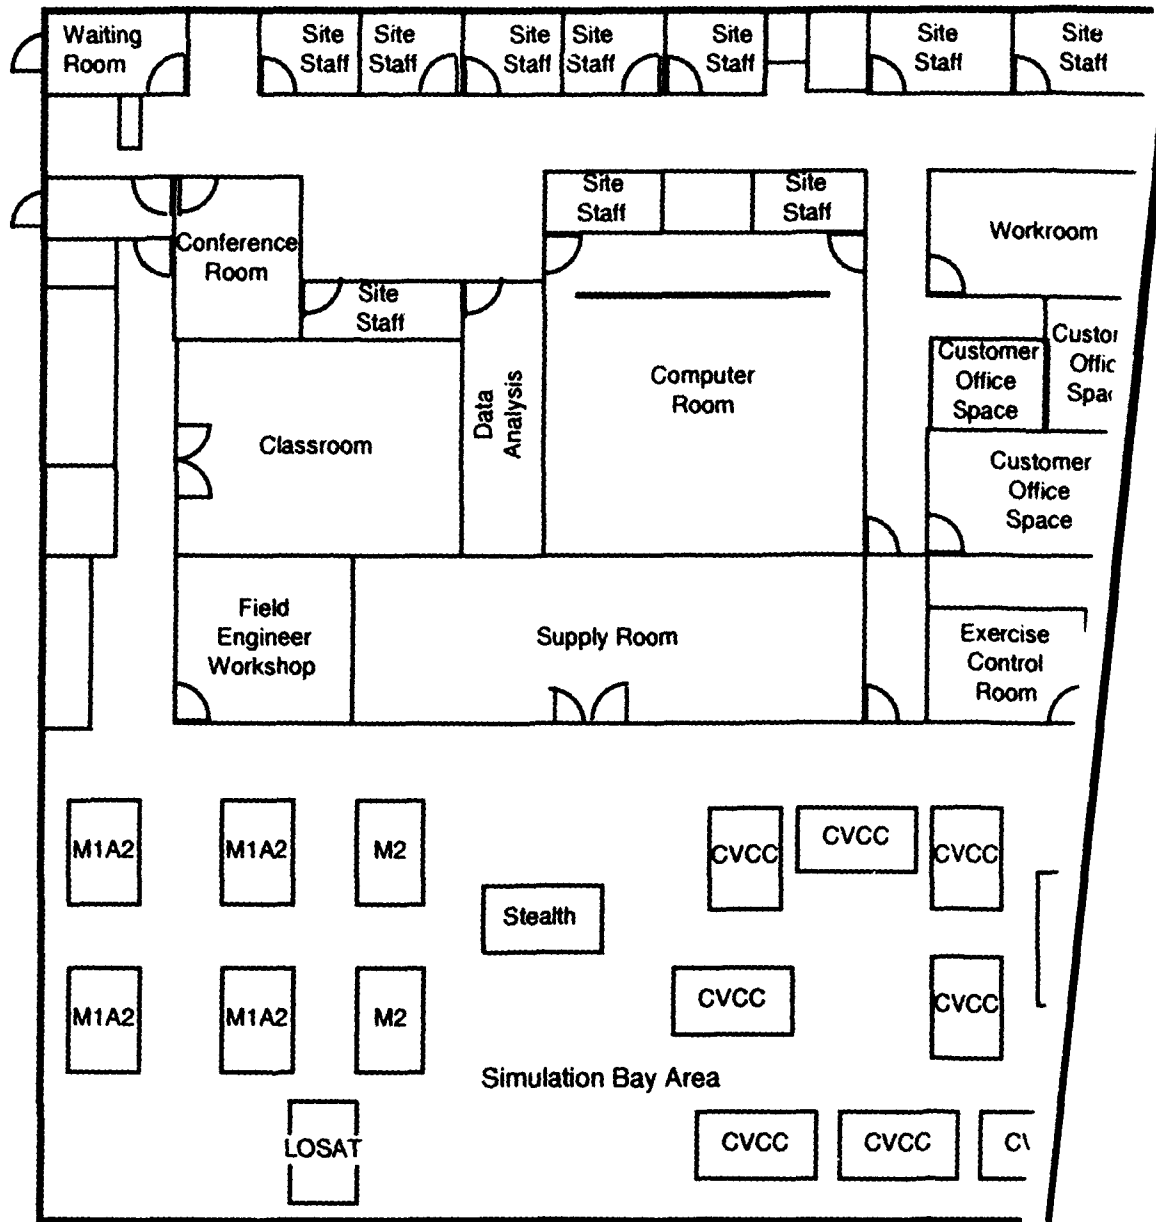 Waiting
Room
Site
Staff
Site
Staff
Site
Staff
Site
Staff
Site
Staff
Site
Staff
Site
Staff
Site
Staff
Site
Staff
Conference
Room
Site
Staff
Workroom
Computer
Room
Customer
Office
Space
Data
Analysis
Classroom
Customer
Office
Space
Field
Engineer
Workshop
Supply Room
Exercise
Control
Room
M1A2
M1A2
M2
CVCC
CVCC
CVCC
Stealth
M1A2
M1A2
M2
CVCC
CVCC
Simulation Bay Area
LOSAT
CVCC
CVCC